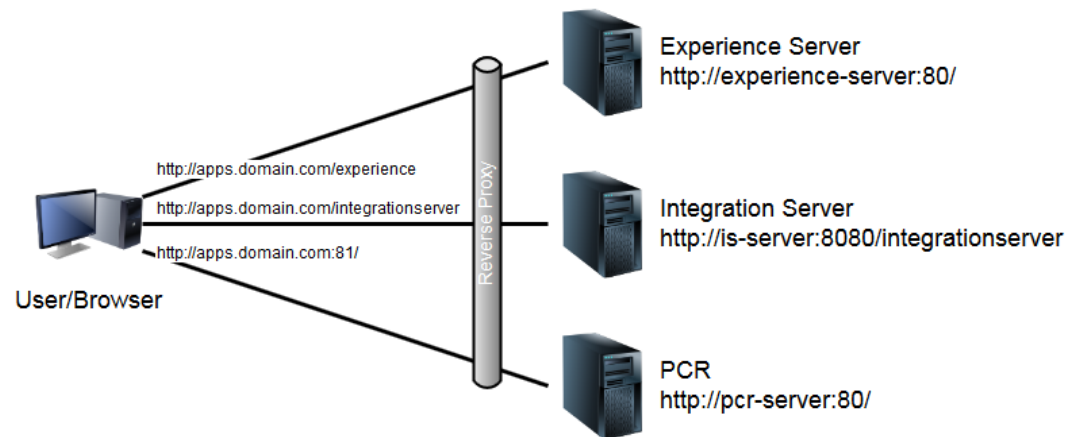 Experience Server
http://experience-server:80/
http://apps.domain.com/experience
http://apps.domain.com/integrationserver
http://apps.domain.com:81/
User/Browser
Reverse Proxy
Integration Server
http://is-server:8080/integrationserver
PCR
http://pcr-server:80/